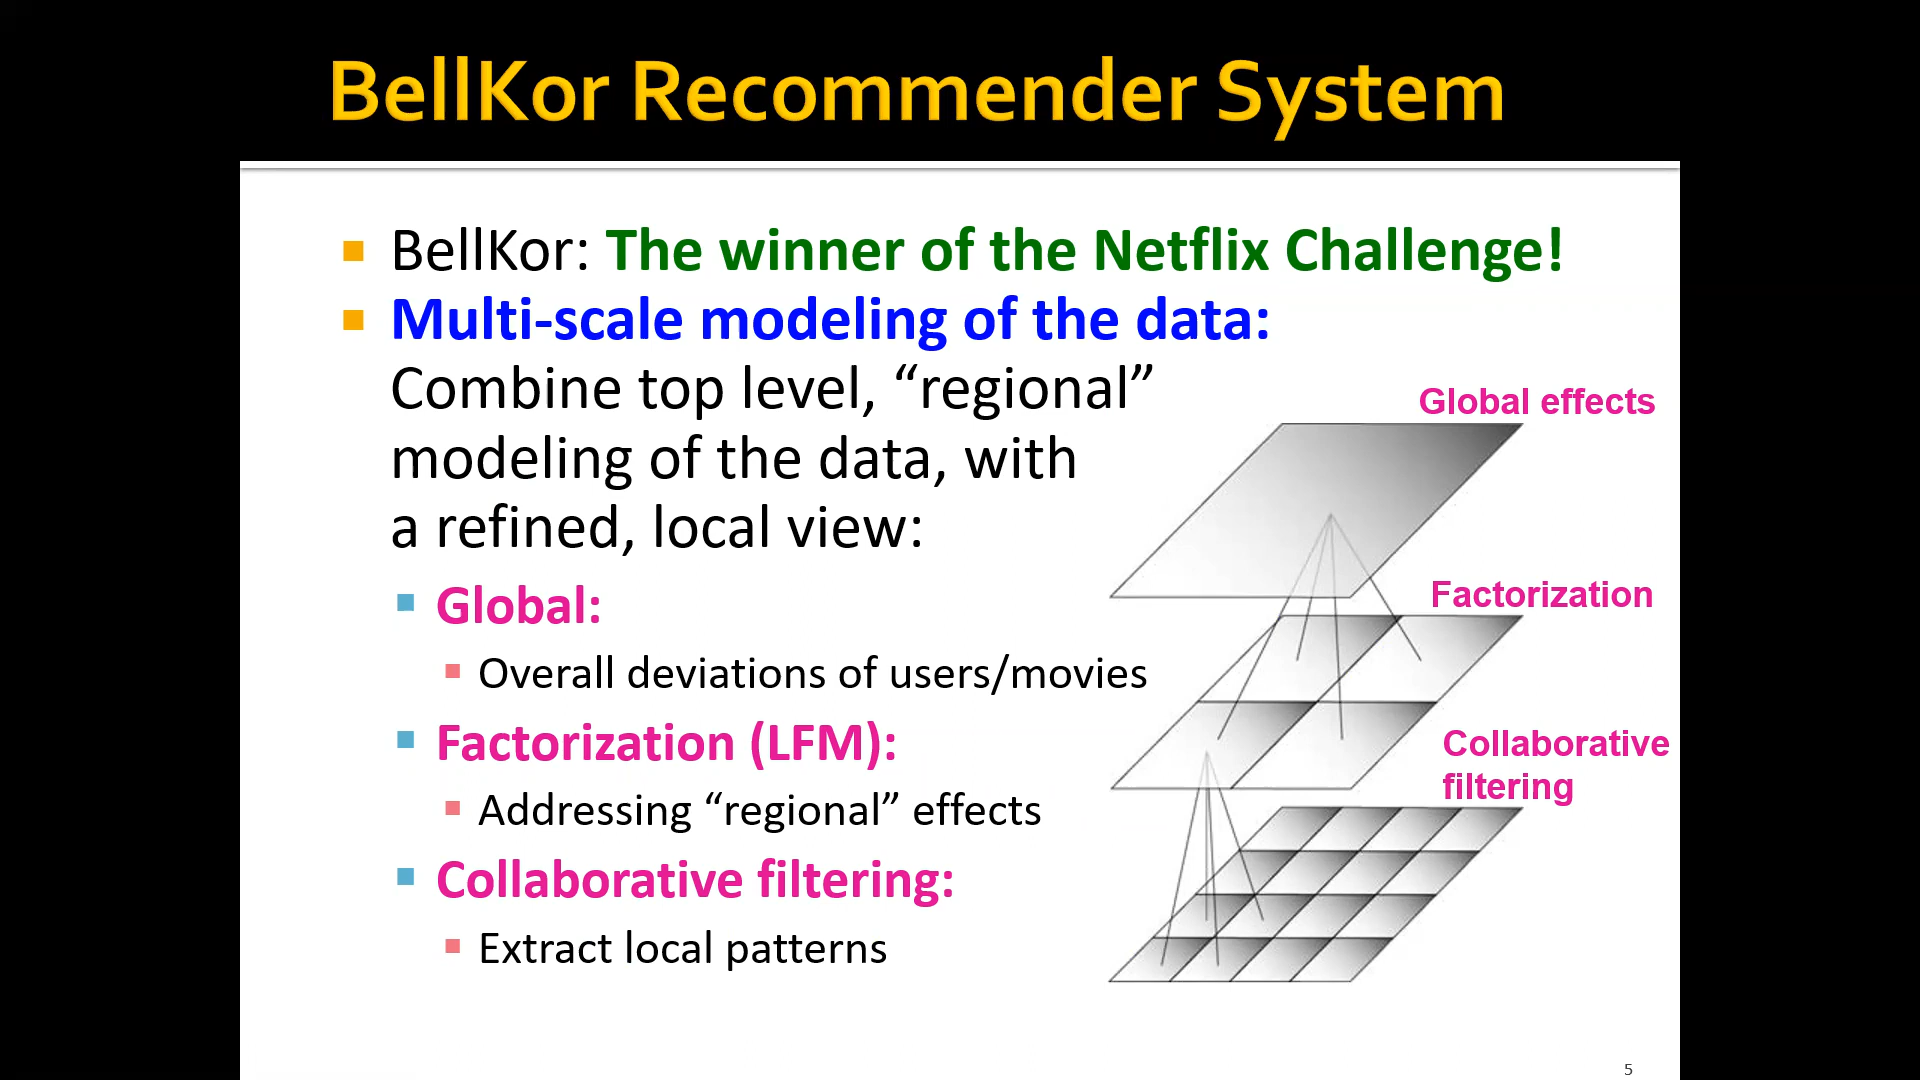 BellKor Recommender System
BellKor: The winner of the Netflix Challenge!
Multi-scale modeling of the data:
Combine top level, “regional”
modeling of the data, with
a refined, local view:
Global:
Overall deviations of users/movies
Factorization (LFM):
Addressing “regional” effects
Collaborative filtering:
Extract local patterns
Global effects
Factorization
Collaborative
filtering
5